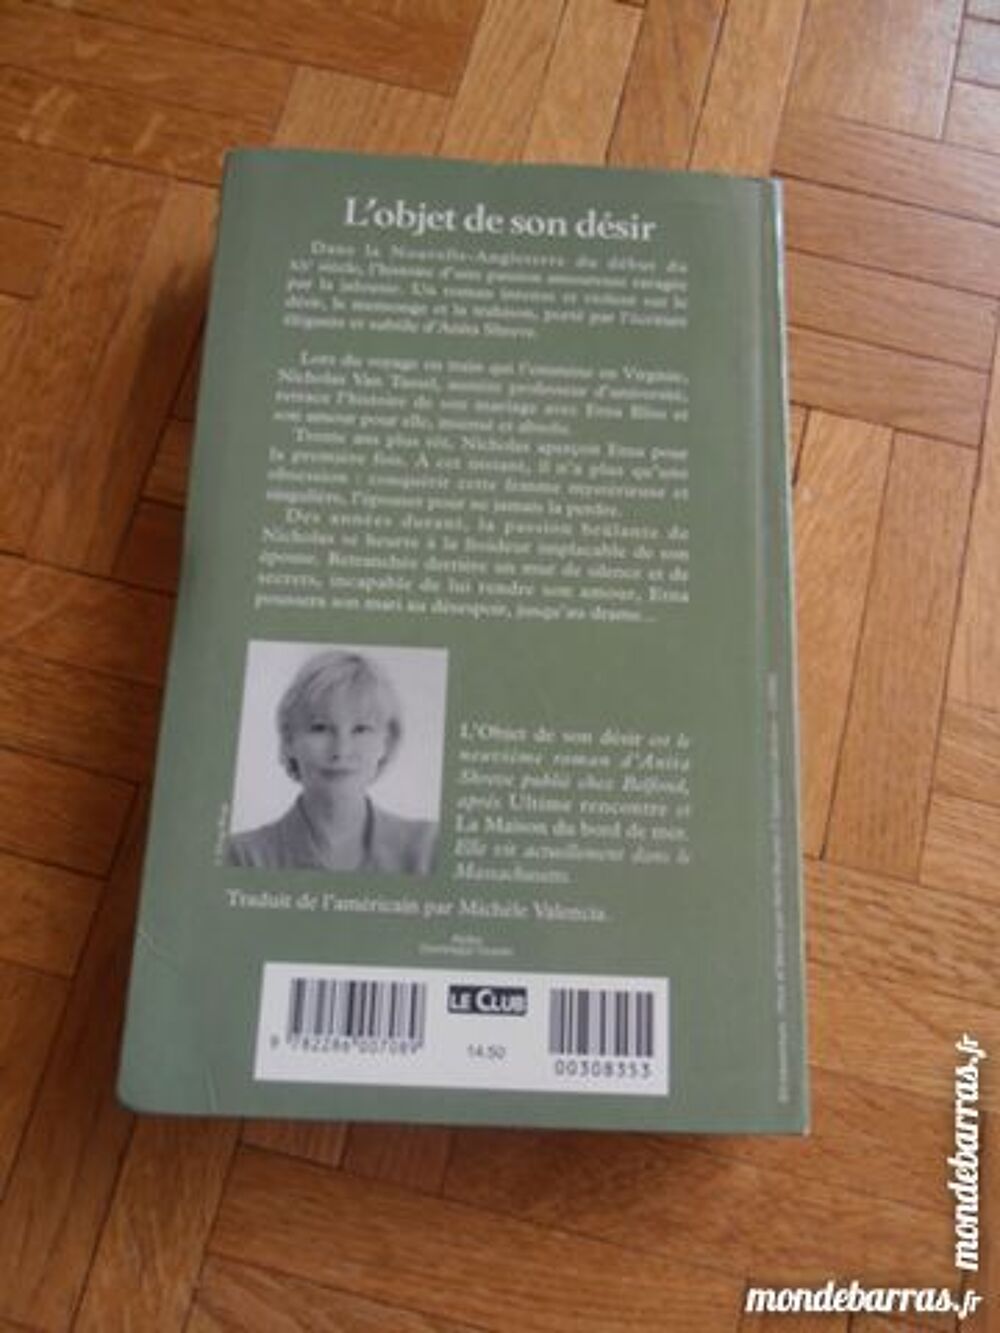 L'objet de son désir
Dans la Nouvelle-Angleterre du début du
XXe siècle, l'histoire d'une passion amoureuse ravagée
par la jalousie. Un roman intense et violent sur le
désir, le mensonge et la trahison, porté par l'écriture
élégante et subtile d'Anita Shreve.
Lors du voyage en train qui l'emmène en Virginie,
Nicholas Van Tassel, ancien professeur d'université,
retrace l'histoire de son mariage avec Etna Bliss et
son amour pour elle, insensé et absolu.
Trente ans plus tôt, Nicholas aperçoit Etna pour
la première fois. À cet instant, il n'a plus qu'une
obsession : conquérir cette femme mystérieuse et
singulière, l'épouser pour ne jamais la perdre.
Des années durant, la passion brûlante de
Nicholas se heurte à la froideur implacable de son
épouse. Retranchée derrière un mur de silence et de
secrets, incapable de lui rendre son amour, Etna
poussera son mari au désespoir, jusqu'au drame...
L'Objet de son désir est le
neuvième roman d'Anita
Shreve publié chez Belfond,
après Ultime rencontre et
La Maison du bord de mer.
Elle vit actuellement dans le
Massachusetts.
Traduit de l'américain par Michèle Valencia.
LE CLUB
9 782286 007089
14.50
00308353
mondebarras.fr
mondebarras.fr